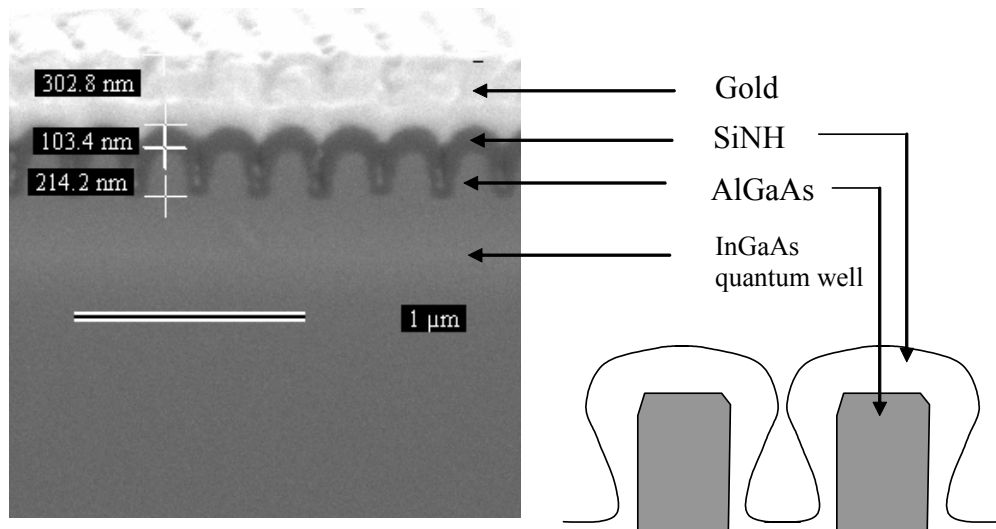 302.8 nm
103.4 nm
214.2 nm
1 µm
Gold
SiNH
AlGaAs
InGaAs
quantum well